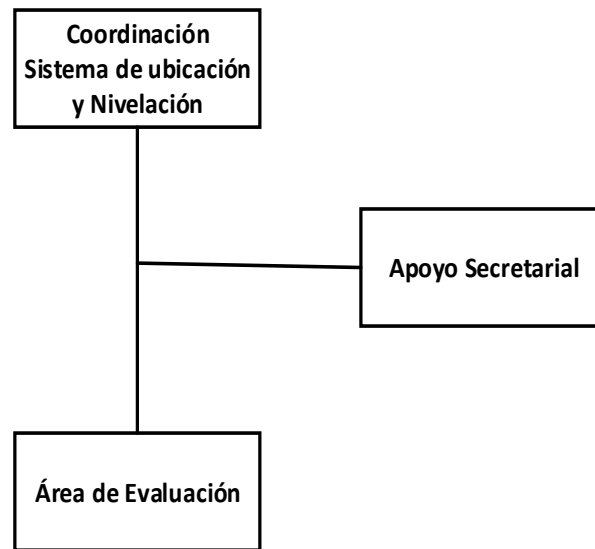 Coordinación
Sistema de ubicación
y Nivelación
Apoyo Secretarial
Área de Evaluación